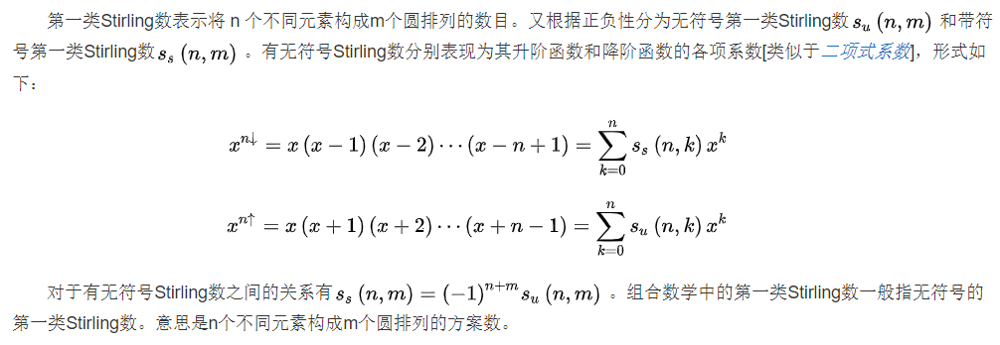 第一类Stirling数表示将 n 个不同元素构成m个圆排列的数目。又根据正负性分为无符号第一类Stirling数 $s_u(n,m)$ 和带符
号第一类Stirling数 $s_s(n,m)$ 。有无符号Stirling数分别表现为其升阶函数和降阶函数的各项系数[类似于二项式系数]，形式如
下：
$x^{n\downarrow} = x(x-1)(x-2)\cdots(x-n+1) = \sum_{k=0}^{n} s_s(n,k)x^k$
$x^{n\uparrow} = x(x+1)(x+2)\cdots(x+n-1) = \sum_{k=0}^{n} s_u(n,k)x^k$
对于有无符号Stirling数之间的关系有 $s_s(n,m) = (-1)^{n+m}s_u(n,m)$ 。组合数学中的第一类Stirling数一般指无符号的
第一类Stirling数。意思是n个不同元素构成m个圆排列的方案数。